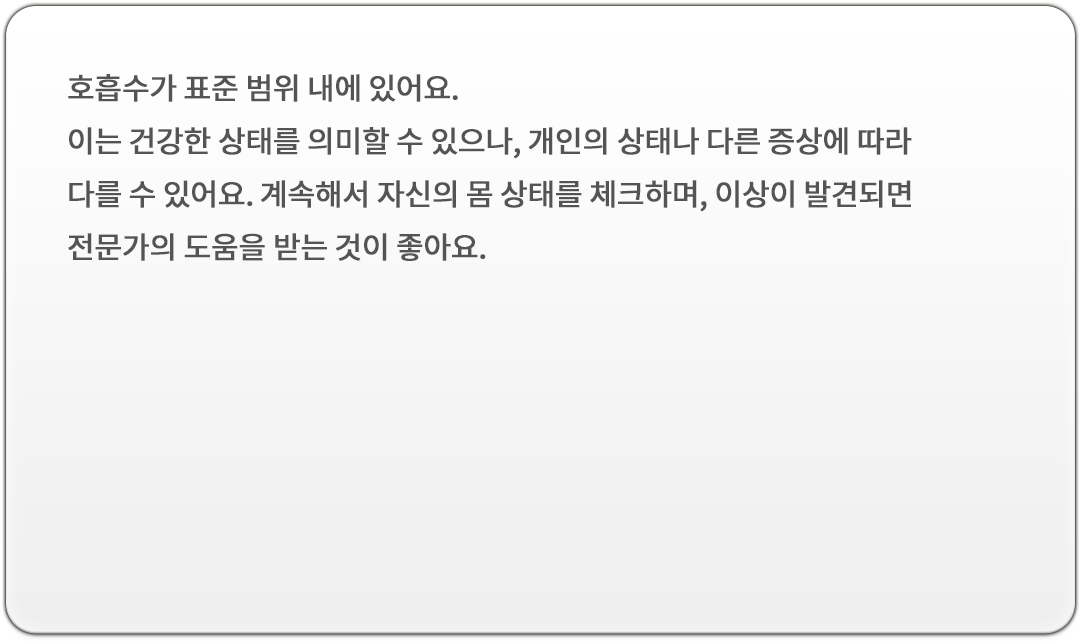 호흡수가 표준 범위 내에 있어요.
이는 건강한 상태를 의미할 수 있으나, 개인의 상태나 다른 증상에 따라
다를 수 있어요. 계속해서 자신의 몸 상태를 체크하며, 이상이 발견되면
전문가의 도움을 받는 것이 좋아요.